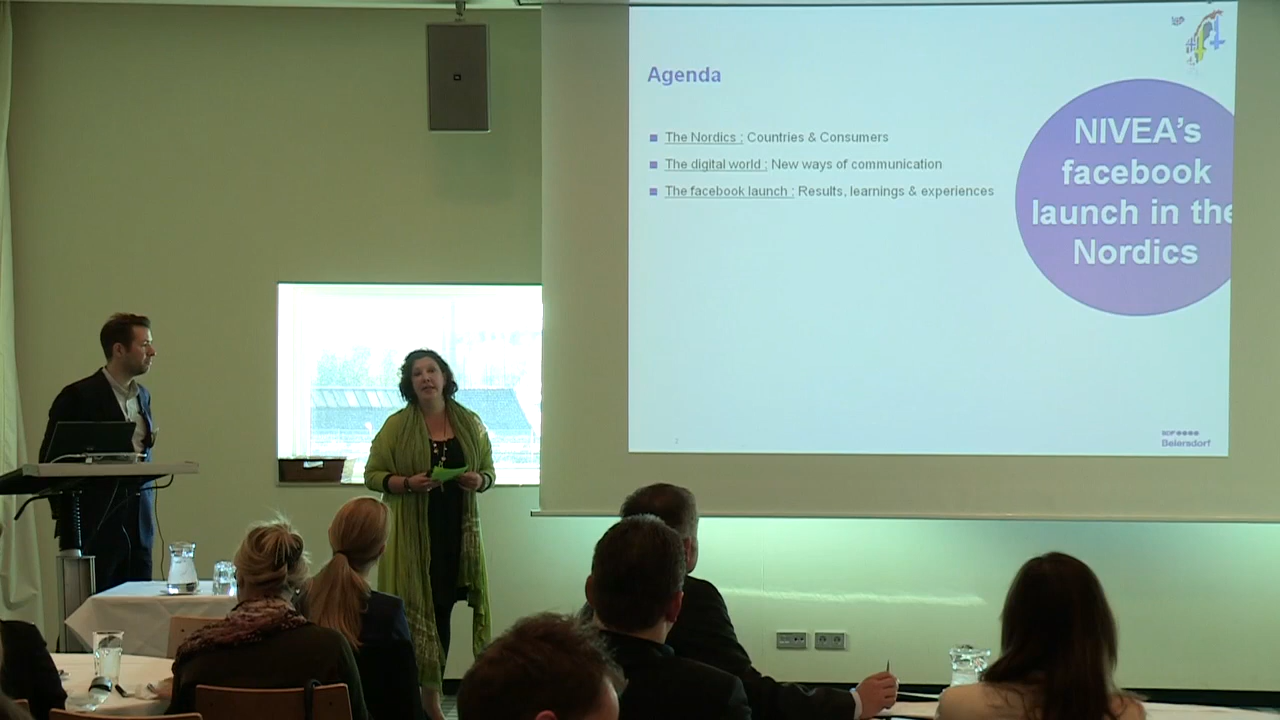 Agenda
The Nordics : Countries & Consumers
The digital world : New ways of communication
The facebook launch : Results, learnings & experiences
NIVEA's
facebook
launch in the
Nordics
Beiersdorf